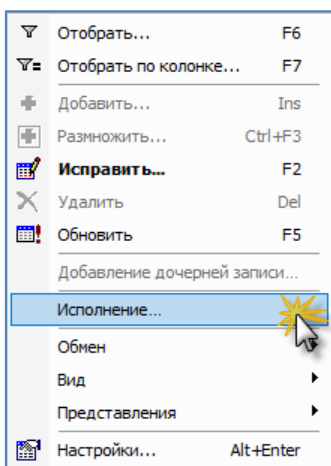 Отобрать... F6
Отобрать по колонке... F7
Добавить... Ins
Размножить... Ctrl+F3
Исправить... F2
Удалить Del
Обновить F5
Добавление дочерней записи...
Исполнение...
Обмен
Вид
Представления
Настройки... Alt+Enter